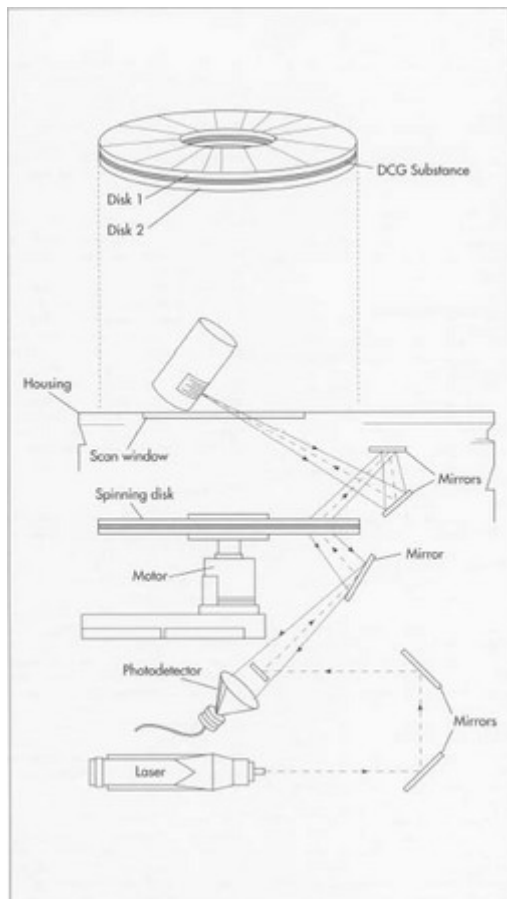 DCG Substance
Disk 1
Disk 2
Housing
Scan window
Mirrors
Spinning disk
Mirror
Motor
Photodetector
Mirrors
Laser